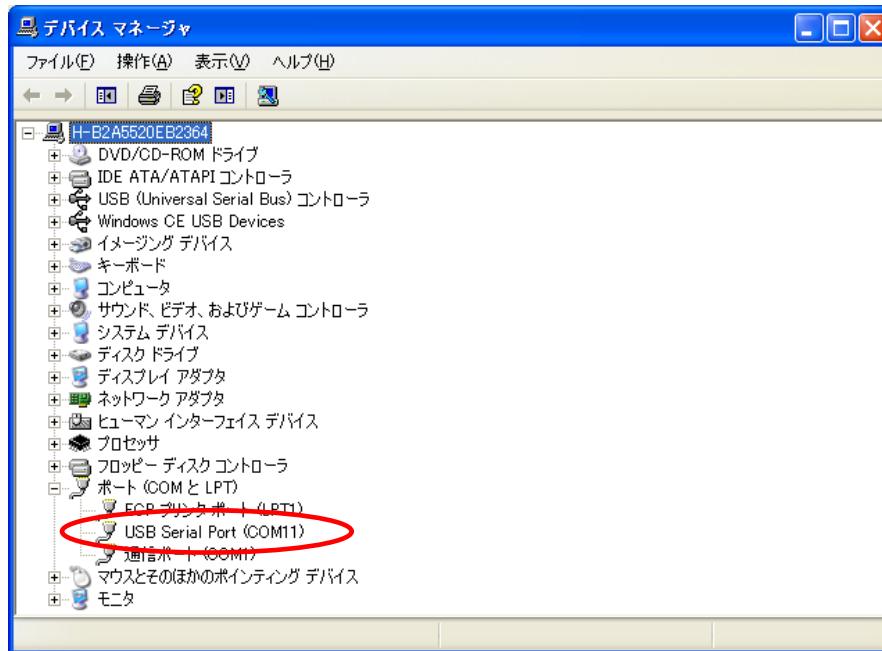 デバイス マネージャ
ファイル(F) 操作(A) 表示(V) ヘルプ(H)
H-B2A5520EB2364
DVD/CD-ROM ドライブ
IDE ATA/ATAPI コントローラ
USB (Universal Serial Bus) コントローラ
Windows CE USB Devices
イメージング デバイス
キーボード
コンピュータ
サウンド、ビデオ、およびゲーム コントローラ
システム デバイス
ディスク ドライブ
ディスプレイ アダプタ
ネットワーク アダプタ
ヒューマン インターフェイス デバイス
プロセッサ
フロッピー ディスク コントローラ
ポート (COM と LPT)
ECP プリンタ ポート (LPT1)
USB Serial Port (COM11)
通信ポート (COM1)
マウスとそのほかのポインティング デバイス
モニタ